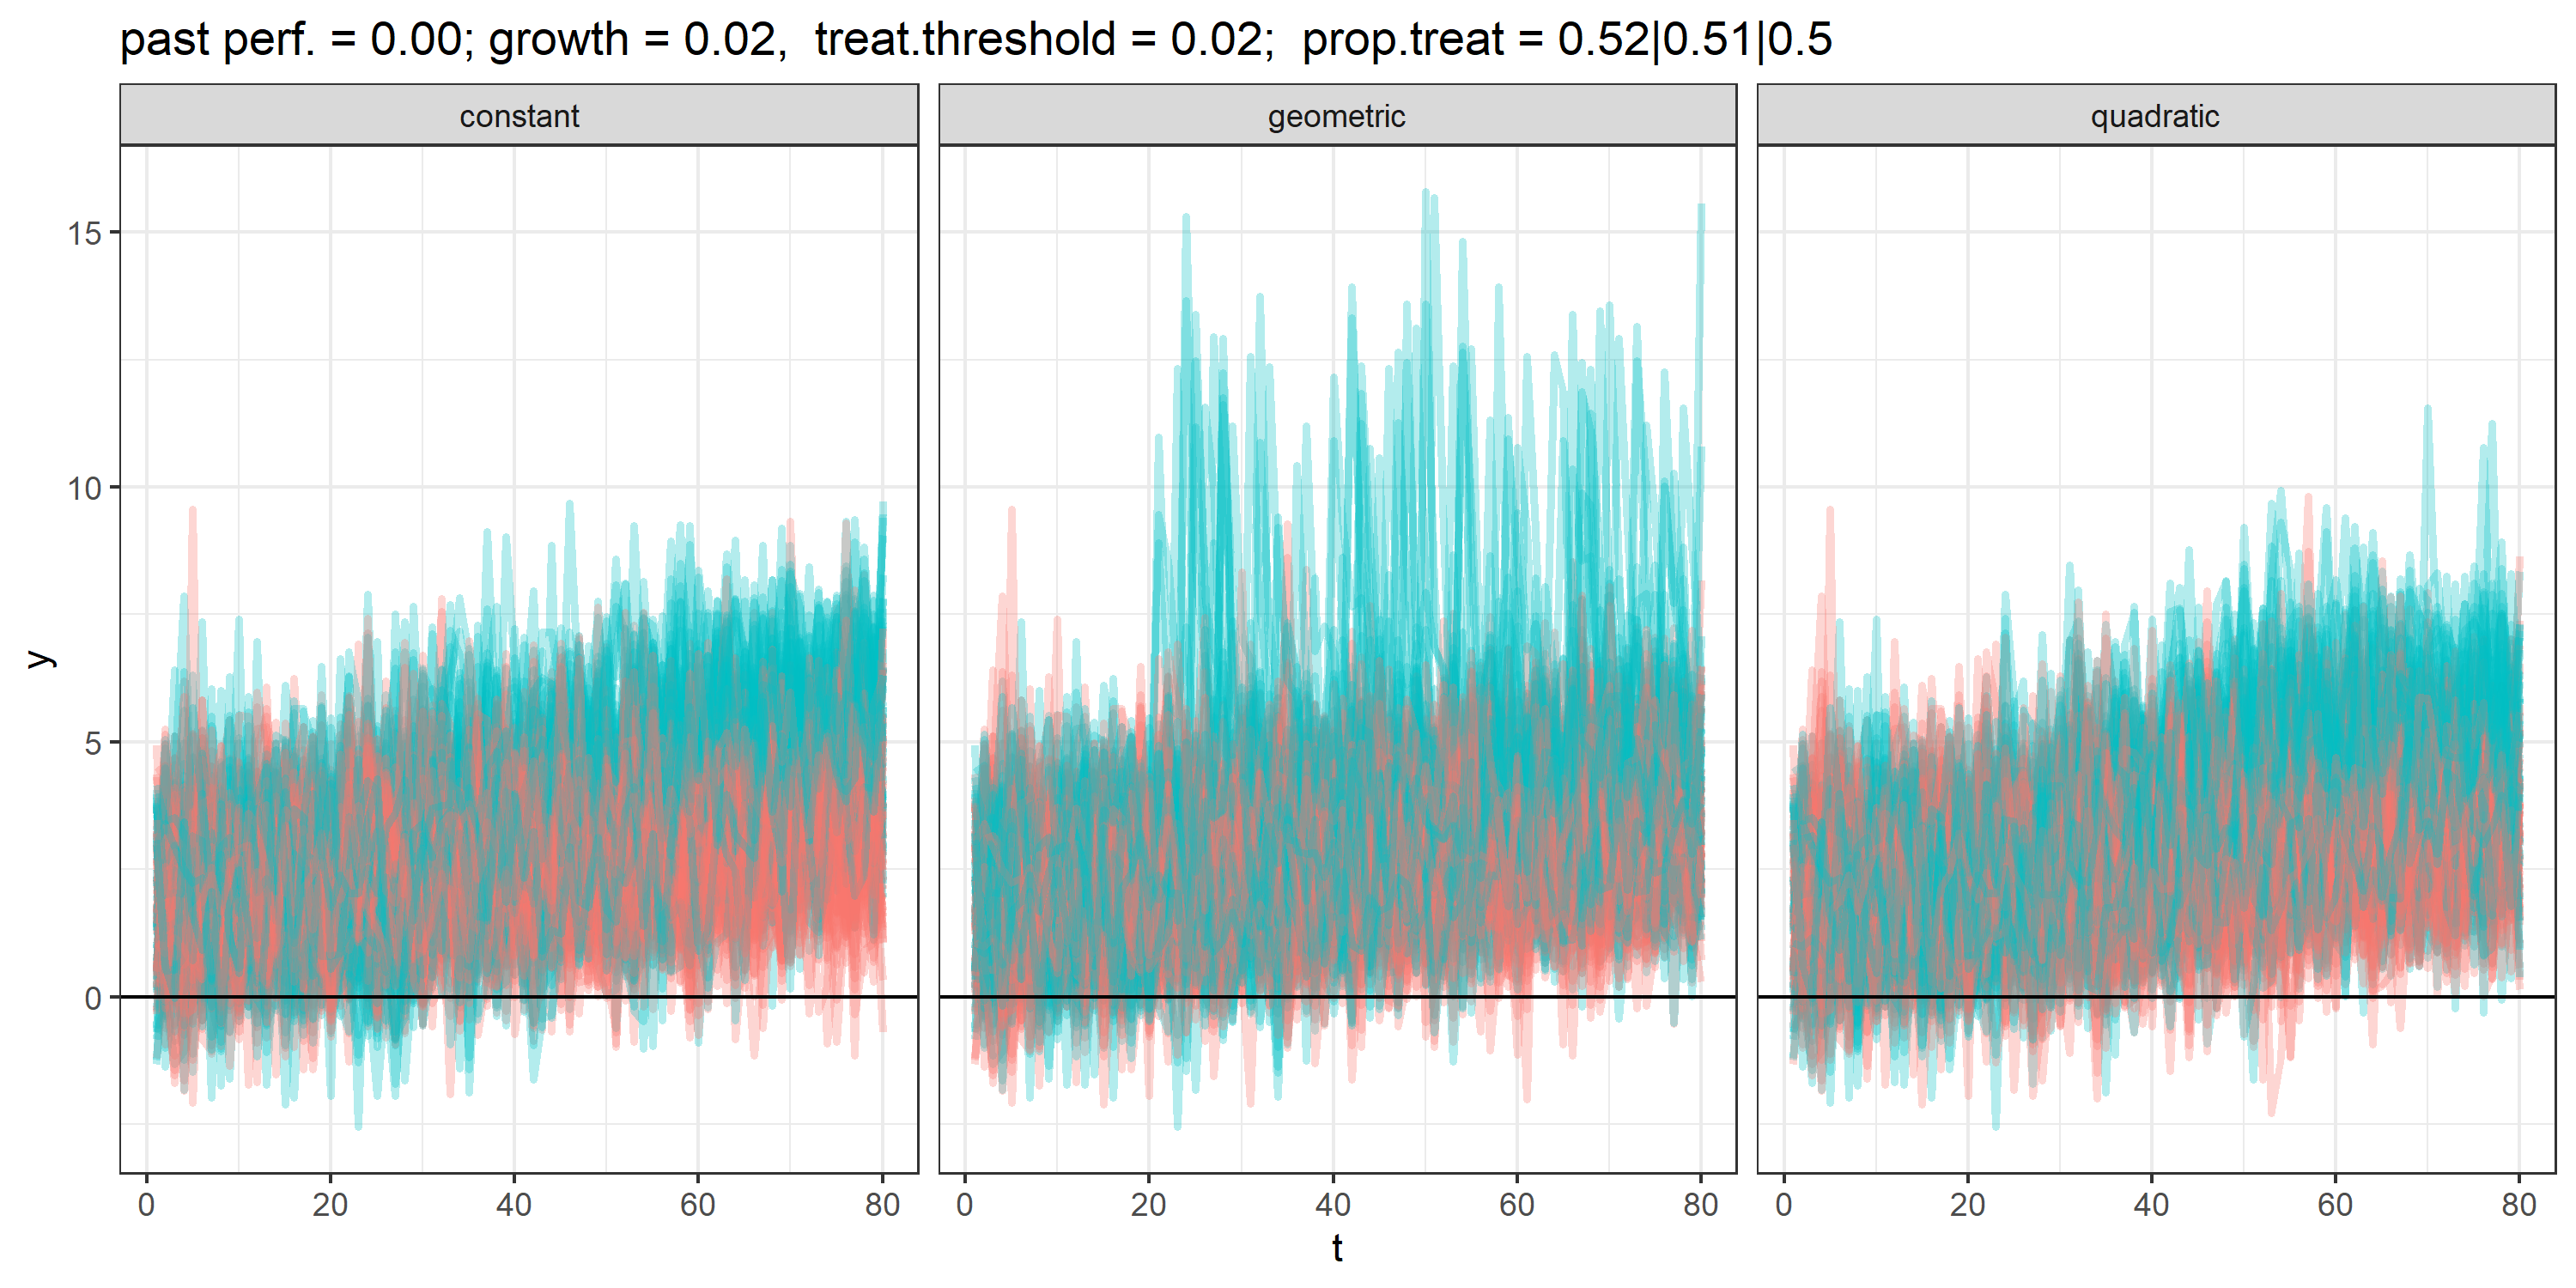 past perf. = 0.00; growth = 0.02,  treat.threshold = 0.02;  prop.treat = 0.52|0.51|0.5
constant geometric quadratic
15
10
5
0
y
0 20 40 60 80 0 20 40 60 80 0 20 40 60 80
t